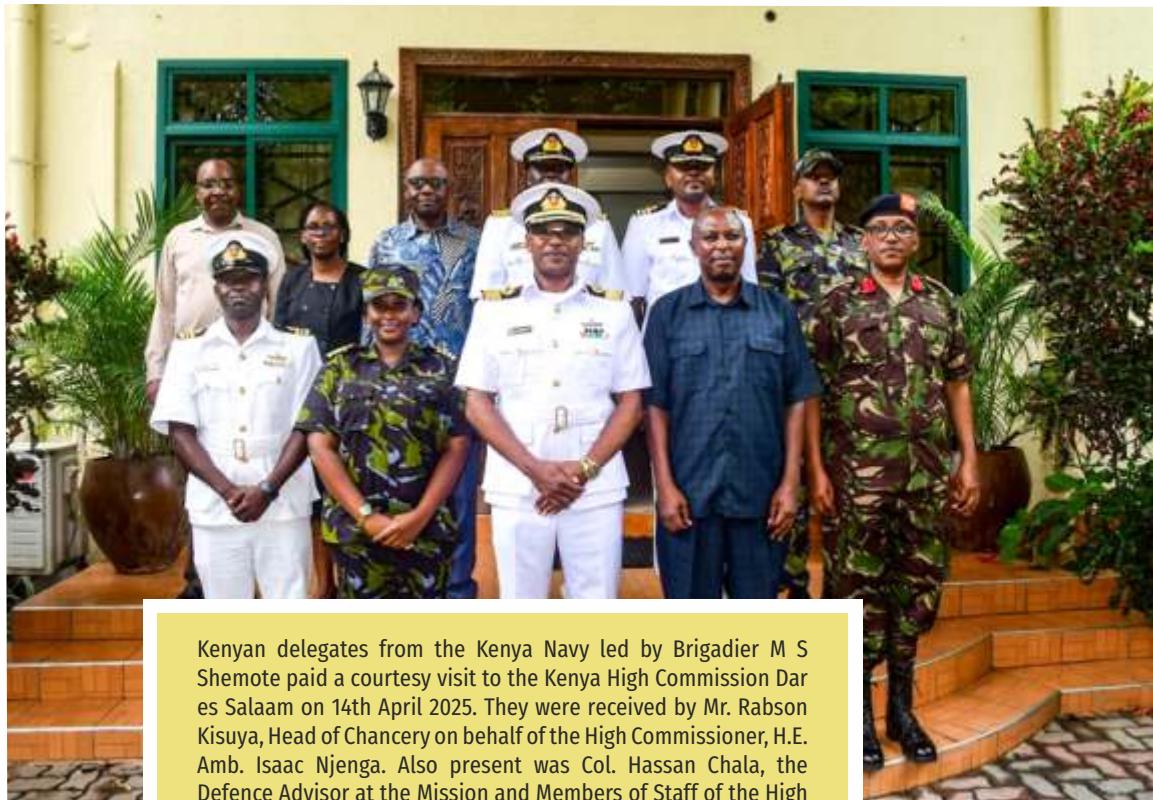 Kenyan delegates from the Kenya Navy led by Brigadier M S
Shemote paid a courtesy visit to the Kenya High Commission Dar
es Salaam on 14th April 2025. They were received by Mr. Rabson
Kisuya, Head of Chancery on behalf of the High Commissioner, H.E.
Amb. Isaac Njenga. Also present was Col. Hassan Chala, the
Defence Advisor at the Mission and Members of Staff of the High